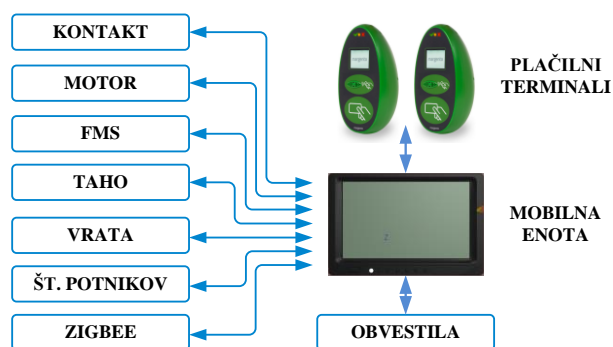 KONTAKT
MOTOR
FMS
TAHO
VRATA
ŠT. POTNIKOV
ZIGBEE
PLAČILNI
TERMINALI
MOBILNA
ENOTA
OBVESTILA